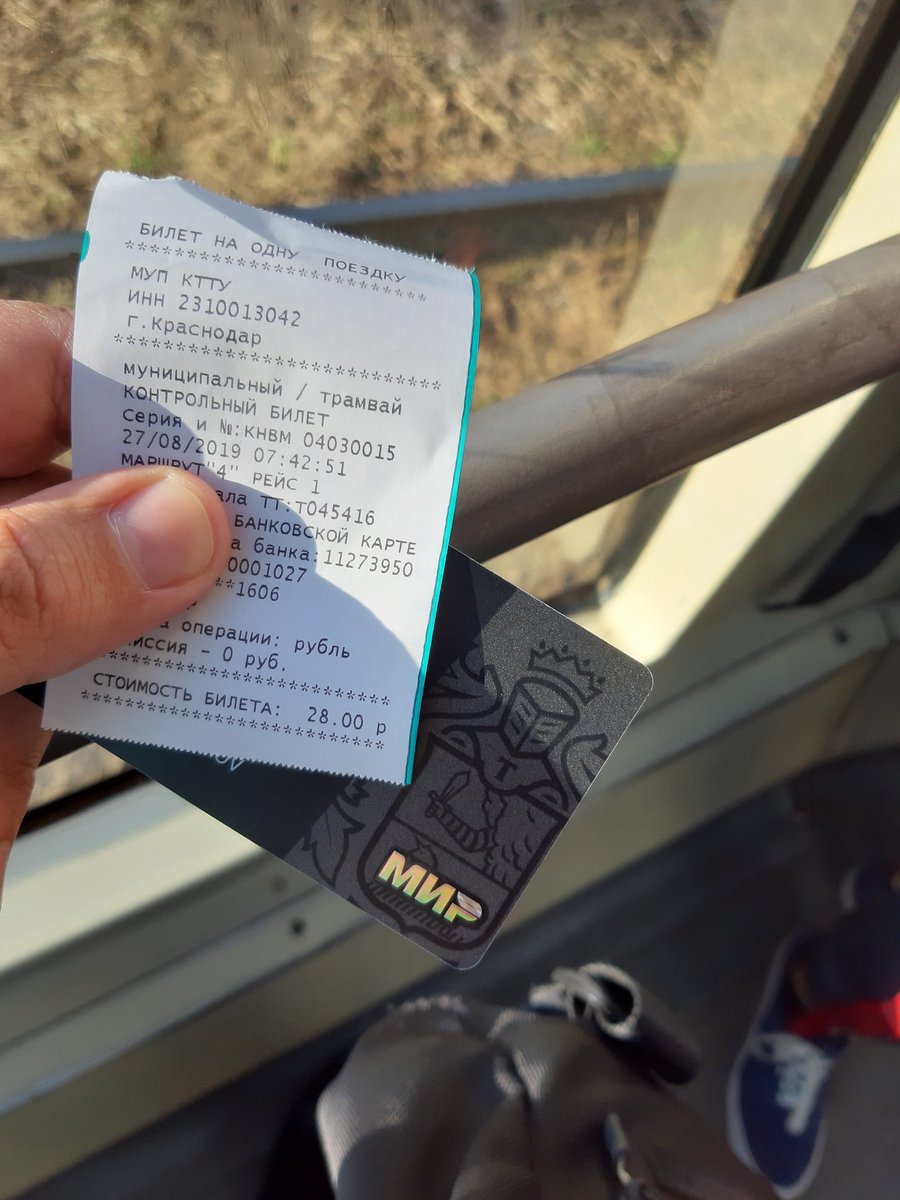 БИЛЕТ НА ОДНУ ПОЕЗДКУ
************************
МУП КТТУ
ИНН 2310013042
г.Краснодар
************************
муниципальный / трамвай
КОНТРОЛЬНЫЙ БИЛЕТ
Серия и №:КНВМ 04030015
27/08/2019 07:42:51
МАРШРУТ"4" РЕЙС 1
ала ТТ:Т045416
БАНКОВСКОЙ КАРТЕ
а банка:11273950
0001027
**1606
операции: рубль
иссия - 0 руб.
************************
СТОИМОСТЬ БИЛЕТА: 28.00 р
************************
Т
МИР